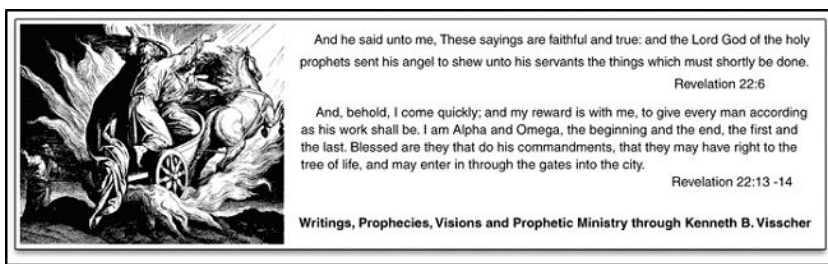 And he said unto me, These sayings are faithful and true: and the Lord God of the holy
prophets sent his angel to shew unto his servants the things which must shortly be done.
Revelation 22:6
And, behold, I come quickly; and my reward is with me, to give every man according
as his work shall be. I am Alpha and Omega, the beginning and the end, the first and
the last. Blessed are they that do his commandments, that they may have right to the
tree of life, and may enter in through the gates into the city.
Revelation 22:13 -14
Writings, Prophecies, Visions and Prophetic Ministry through Kenneth B. Visscher